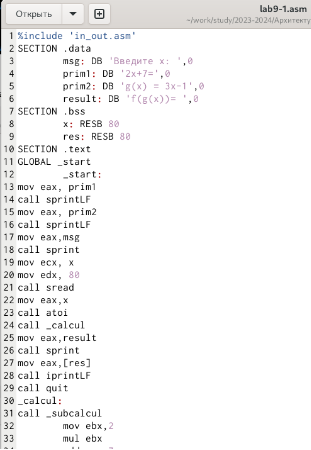 Открыть
lab9-1.asm
~/work/study/2023-2024/Архитекту
1 %include 'in_out.asm'
2 SECTION .data
3 msg: DB 'Введите x: ',0
4 prim1: DB '2x+7=',0
5 prim2: DB 'g(x) = 3x-1',0
6 result: DB 'f(g(x))= ',0
7 SECTION .bss
8 x: RESB 80
9 res: RESB 80
10 SECTION .text
11 GLOBAL _start
12 _start:
13 mov eax, prim1
14 call sprintLF
15 mov eax, prim2
16 call sprintLF
17 mov eax,msg
18 call sprint
19 mov ecx, x
20 mov edx, 80
21 call sread
22 mov eax,x
23 call atoi
24 call _calcul
25 mov eax,result
26 call sprint
27 mov eax,[res]
28 call iprintLF
29 call quit
30 _calcul:
31 call _subcalcul
32 mov ebx,2
33 mul ebx